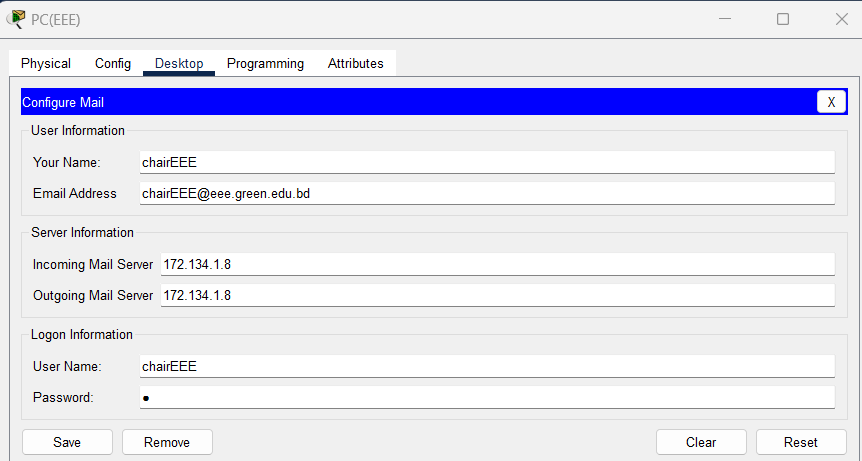 PC(EEE)
Physical Config Desktop Programming Attributes
Configure Mail X
User Information
Your Name: chairEEE
Email Address chairEEE@eee.green.edu.bd
Server Information
Incoming Mail Server 172.134.1.8
Outgoing Mail Server 172.134.1.8
Logon Information
User Name: chairEEE
Password: ●
Save Remove Clear Reset